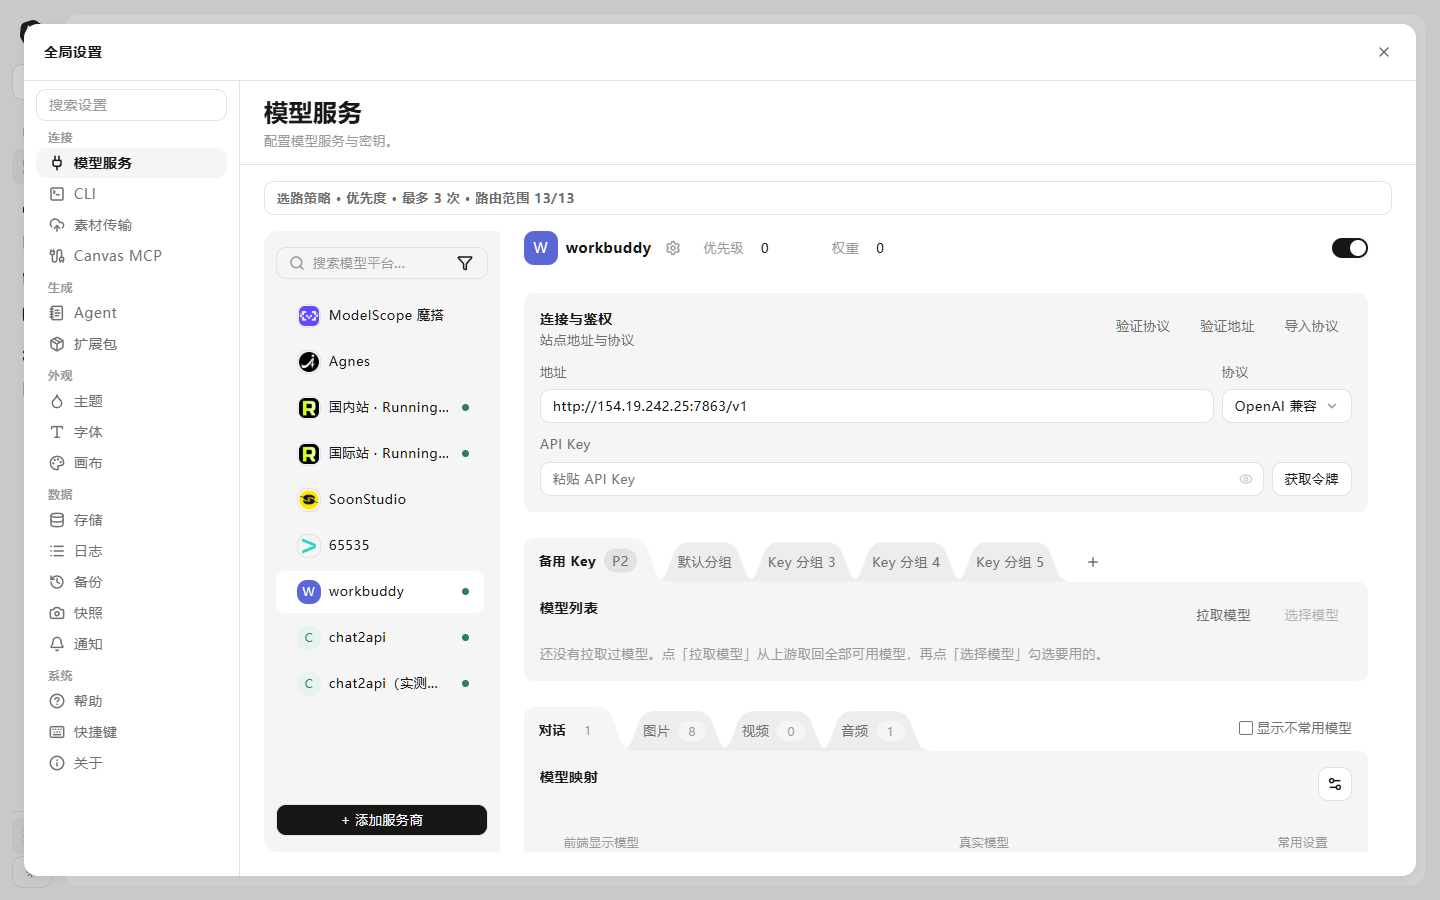 全局设置
搜索设置
连接
模型服务
CLI
素材传输
Canvas MCP
生成
Agent
扩展包
外观
主题
字体
画布
数据
存储
日志
备份
快照
通知
系统
帮助
快捷键
关于
模型服务
配置模型服务与密钥。
选路策略 • 优先度 • 最多 3 次 • 路由范围 13/13
搜索模型平台...
ModelScope 魔搭
Agnes
国内站 · Running...
国际站 · Running...
SoonStudio
65535
W workbuddy
C chat2api
C chat2api（实测...
+ 添加服务商
W workbuddy 优先级 0 权重 0
连接与鉴权
站点地址与协议
验证协议 验证地址 导入协议
地址 协议
http://154.19.242.25:7863/v1 OpenAI 兼容
API Key
粘贴 API Key 获取令牌
备用 Key P2 默认分组 Key 分组 3 Key 分组 4 Key 分组 5 +
模型列表 拉取模型 选择模型
还没有拉取过模型。点「拉取模型」从上游取回全部可用模型，再点「选择模型」勾选要用的。
对话 1 图片 8 视频 0 音频 1 显示不常用模型
模型映射
前端显示模型 真实模型 常用设置